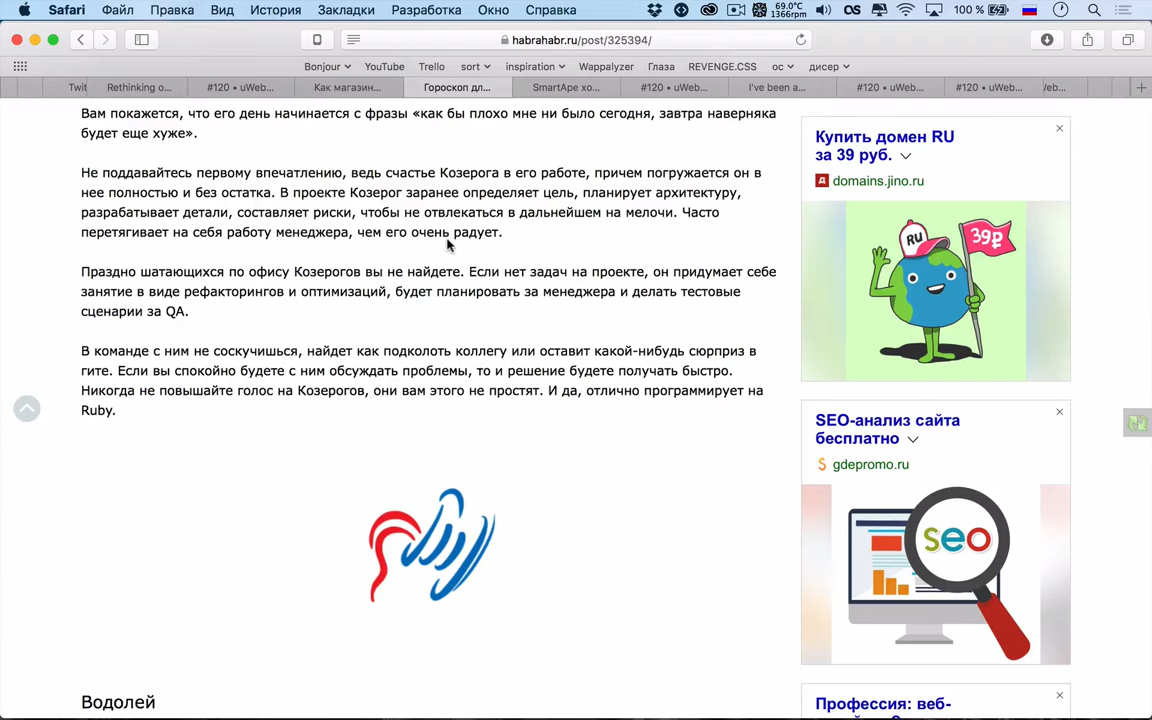 Safari Файл Правка Вид История Закладки Разработка Окно Справка 69.0°C 1366rpm 100 %
habrahabr.ru/post/325394/
Bonjour YouTube Trello sort inspiration Wappalyzer Глаза REVENGE.CSS ос дисер
Twit Rethinking o... #120 • uWeb... Как магазин... Гороскоп дл... SmartApe хо... #120 • uWeb... I've been a... #120 • uWeb... #120 • uWeb... /eb...
Вам покажется, что его день начинается с фразы «как бы плохо мне ни было сегодня, завтра наверняка
будет еще хуже».
Не поддавайтесь первому впечатлению, ведь счастье Козерога в его работе, причем погружается он в
нее полностью и без остатка. В проекте Козерог заранее определяет цель, планирует архитектуру,
разрабатывает детали, составляет риски, чтобы не отвлекаться в дальнейшем на мелочи. Часто
перетягивает на себя работу менеджера, чем его очень радует.
Праздно шатающихся по офису Козерогов вы не найдете. Если нет задач на проекте, он придумает себе
занятие в виде рефакторингов и оптимизаций, будет планировать за менеджера и делать тестовые
сценарии за QA.
В команде с ним не соскучишься, найдет как подколоть коллегу или оставит какой-нибудь сюрприз в
гите. Если вы спокойно будете с ним обсуждать проблемы, то и решение будете получать быстро.
Никогда не повышайте голос на Козерогов, они вам этого не простят. И да, отлично программирует на
Ruby.
Водолей
Купить домен RU
за 39 руб.
domains.jino.ru
RU
39₽
SEO-анализ сайта
бесплатно
gdepromo.ru
seo
Профессия: веб-